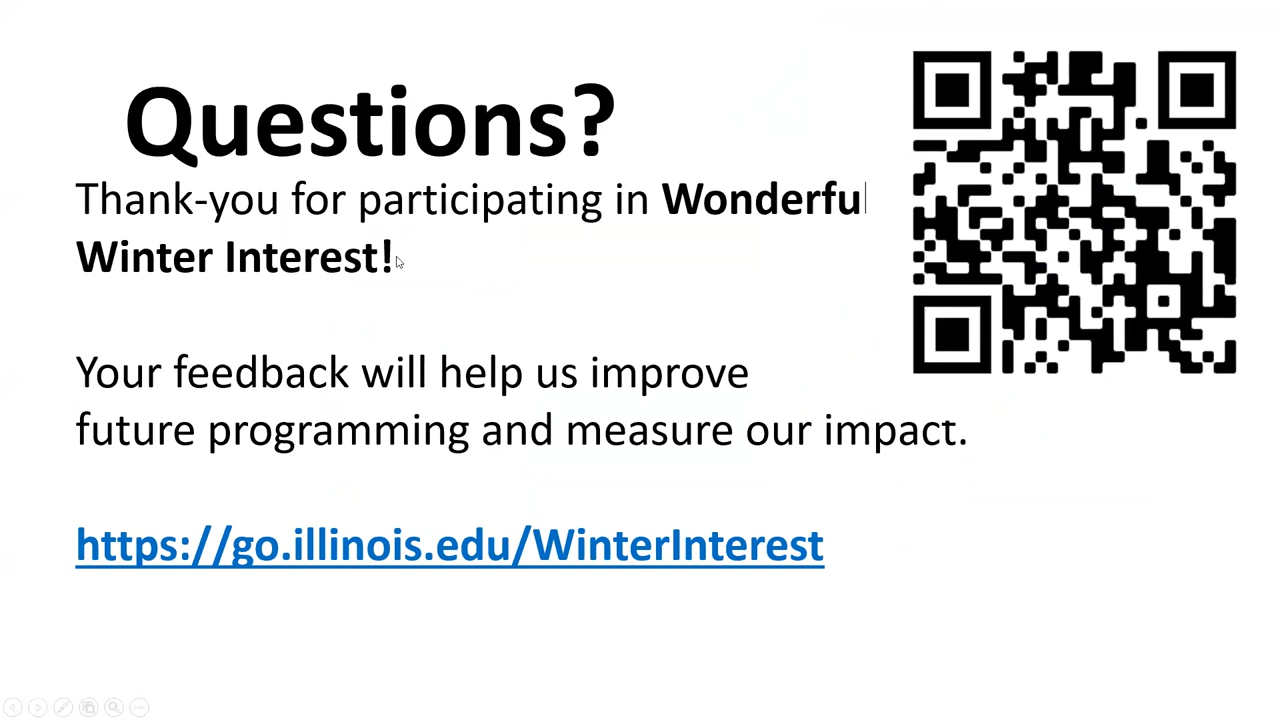 Questions?
Thank-you for participating in Wonderful
Winter Interest!
Your feedback will help us improve
future programming and measure our impact.
https://go.illinois.edu/WinterInterest